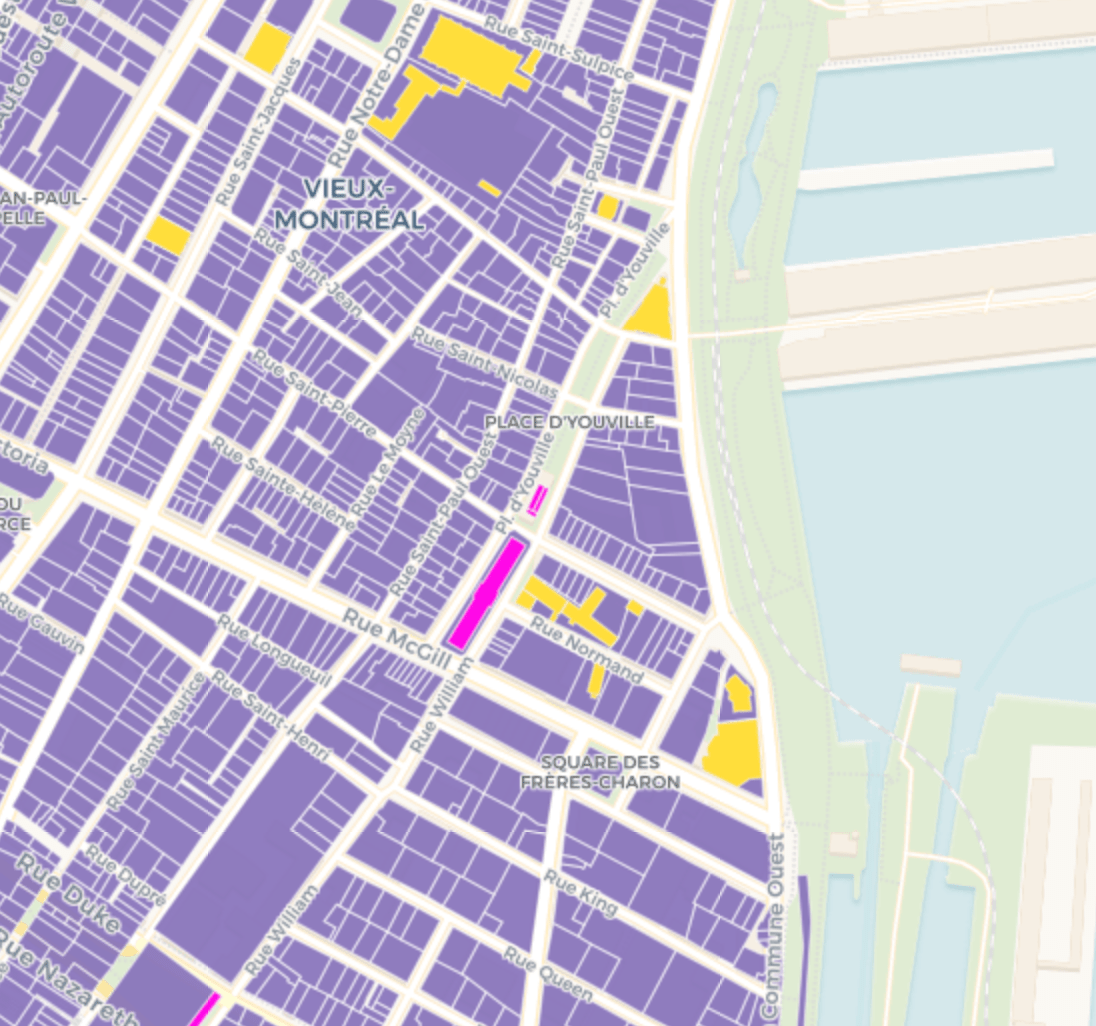 Rue Saint-Sulpice
Rue Notre-Dame
Autoroute
Rue Saint-Jacques
Rue Saint-Paul Ouest
VIEUX-
MONTRÉAL
AN-PAUL-
ELLE
Rue Saint-Jean
Pl. d'Youville
Rue Saint-Nicolas
Rue Saint-Pierre
PLACE D'YOUVILLE
Rue Le Moyne
Rue Sainte-Hélène
Rue Saint-Paul Ouest
Pl. d'Youville
ctoria
DU
RCE
Rue Gauvin
Rue McGill
Rue Normand
Rue Longueuil
Rue Saint-Henri
Rue Saint-Maurice
Rue William
SQUARE DES
FRÈRES-CHARON
Rue Dupré
Rue Duke
Rue King
Rue William
Rue Queen
Commune Ouest
Rue Nazareth